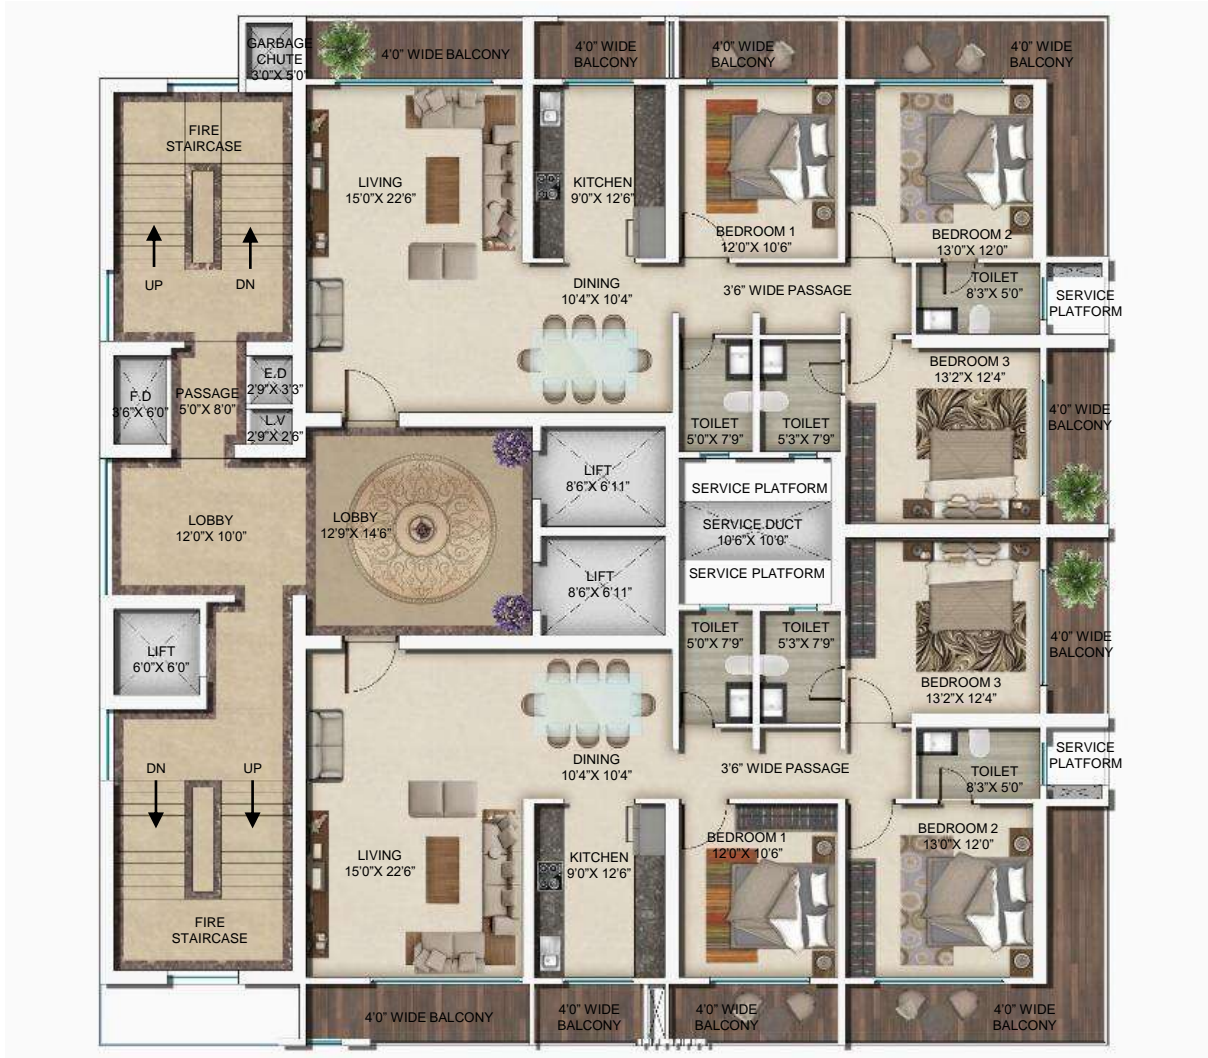 GARBAGE
CHUTE
3'0"X 5'0"
4'0" WIDE BALCONY
4'0" WIDE
BALCONY
4'0" WIDE
BALCONY
4'0" WIDE
BALCONY
FIRE
STAIRCASE
UP
DN
LIVING
15'0"X 22'6"
KITCHEN
9'0"X 12'6"
BEDROOM 1
12'0"X 10'6"
BEDROOM 2
13'0"X 12'0"
DINING
10'4"X 10'4"
3'6" WIDE PASSAGE
TOILET
8'3"X 5'0"
SERVICE
PLATFORM
F.D
3'6"X 6'0"
PASSAGE
5'0"X 8'0"
E.D
2'9"X 3'3"
L.V
2'9"X 2'6"
BEDROOM 3
13'2"X 12'4"
TOILET
5'0"X 7'9"
TOILET
5'3"X 7'9"
4'0" WIDE
BALCONY
LOBBY
12'0"X 10'0"
LOBBY
12'9"X 14'6"
LIFT
8'6"X 6'11"
SERVICE PLATFORM
SERVICE DUCT
10'6"X 10'0"
SERVICE PLATFORM
LIFT
8'6"X 6'11"
LIFT
6'0"X 6'0"
TOILET
5'0"X 7'9"
TOILET
5'3"X 7'9"
4'0" WIDE
BALCONY
BEDROOM 3
13'2"X 12'4"
DN
UP
DINING
10'4"X 10'4"
3'6" WIDE PASSAGE
TOILET
8'3"X 5'0"
SERVICE
PLATFORM
LIVING
15'0"X 22'6"
KITCHEN
9'0"X 12'6"
BEDROOM 1
12'0"X 10'6"
BEDROOM 2
13'0"X 12'0"
FIRE
STAIRCASE
4'0" WIDE BALCONY
4'0" WIDE
BALCONY
4'0" WIDE
BALCONY
4'0" WIDE
BALCONY